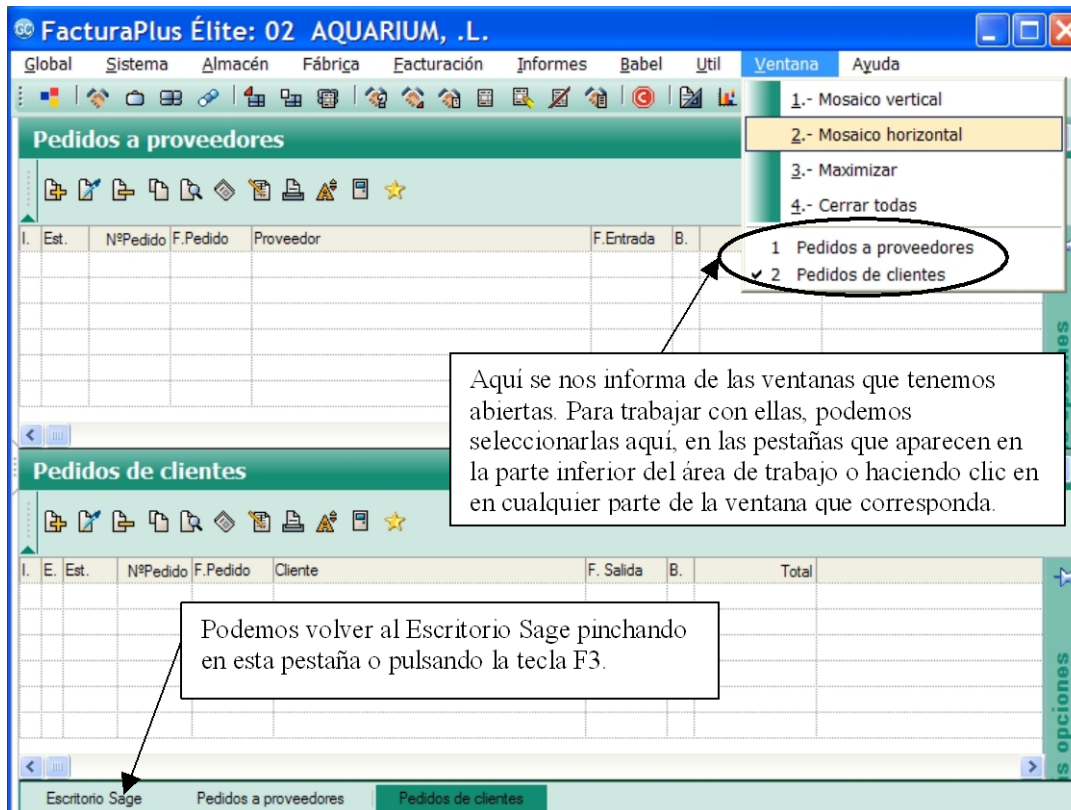 GC FacturaPlus Élite: 02 AQUARIUM, .L.
Global Sistema Almacén Fábrica Facturación Informes Babel Util Ventana Ayuda
1.- Mosaico vertical
2.- Mosaico horizontal
3.- Maximizar
4.- Cerrar todas
1 Pedidos a proveedores
2 Pedidos de clientes
Pedidos a proveedores
I. Est. NºPedido F.Pedido Proveedor F.Entrada B.
Aquí se nos informa de las ventanas que tenemos
abiertas. Para trabajar con ellas, podemos
seleccionarlas aquí, en las pestañas que aparecen en
la parte inferior del área de trabajo o haciendo clic en
en cualquier parte de la ventana que corresponda.
Pedidos de clientes
I. E. Est. NºPedido F.Pedido Cliente F. Salida B. Total
Podemos volver al Escritorio Sage pinchando
en esta pestaña o pulsando la tecla F3.
opciones
Escritorio Sage Pedidos a proveedores Pedidos de clientes